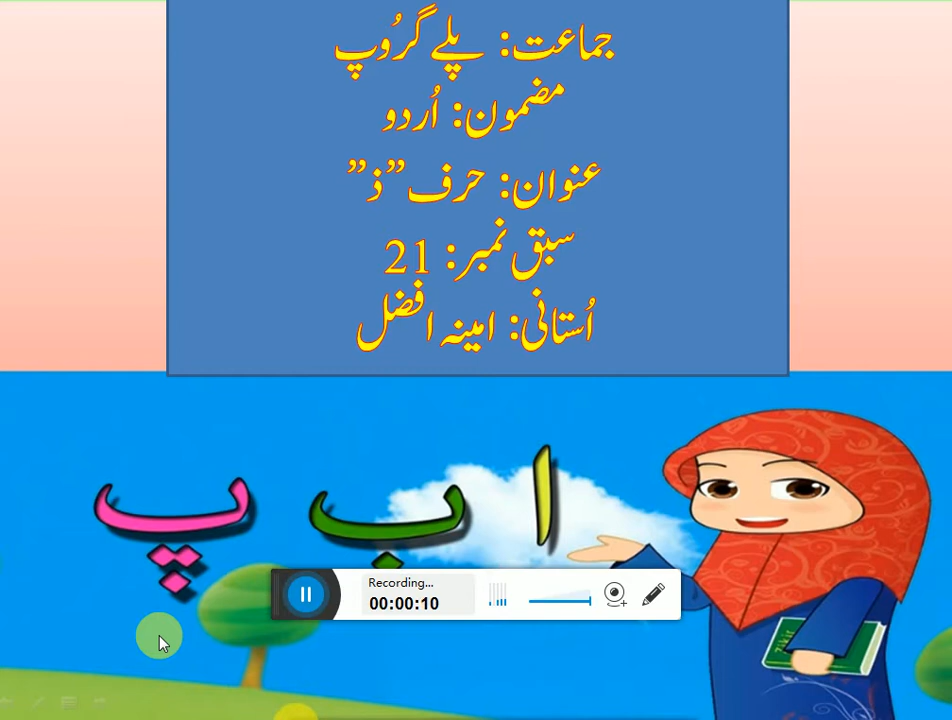 جماعت: پلے گرُوپ
مضمون: اُردو
عنوان: حرف ”ذ”
سبق نمبر: 21
اُستانی: امینہ افضل
ا ب پ
Recording...
00:00:10